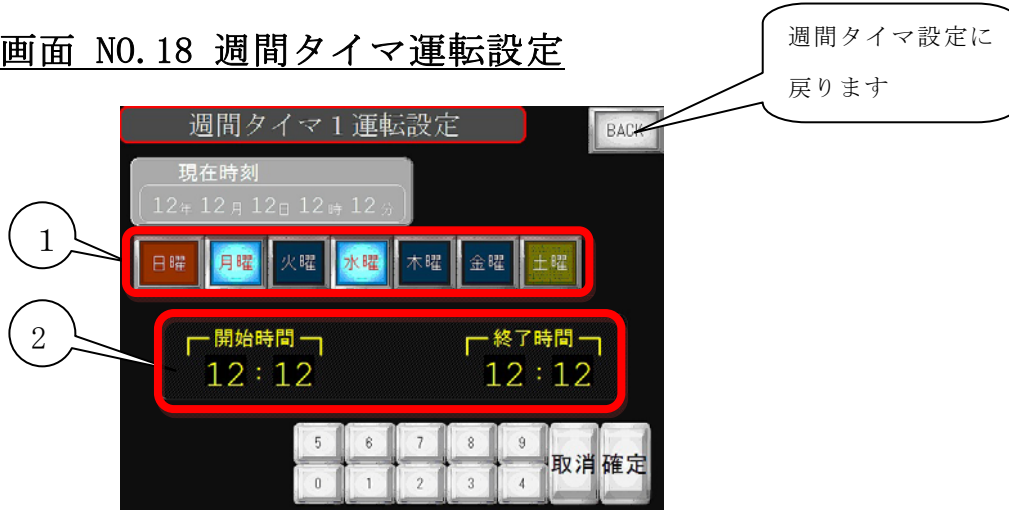 画面 NO.18 週間タイマ運転設定
週間タイマ設定に
戻ります
週間タイマ1運転設定
BACK
現在時刻
12年 12月 12日 12時 12分
1
日曜 月曜 火曜 水曜 木曜 金曜 土曜
2
開始時間 終了時間
12:12 12:12
5 6 7 8 9
取消 確定
0 1 2 3 4